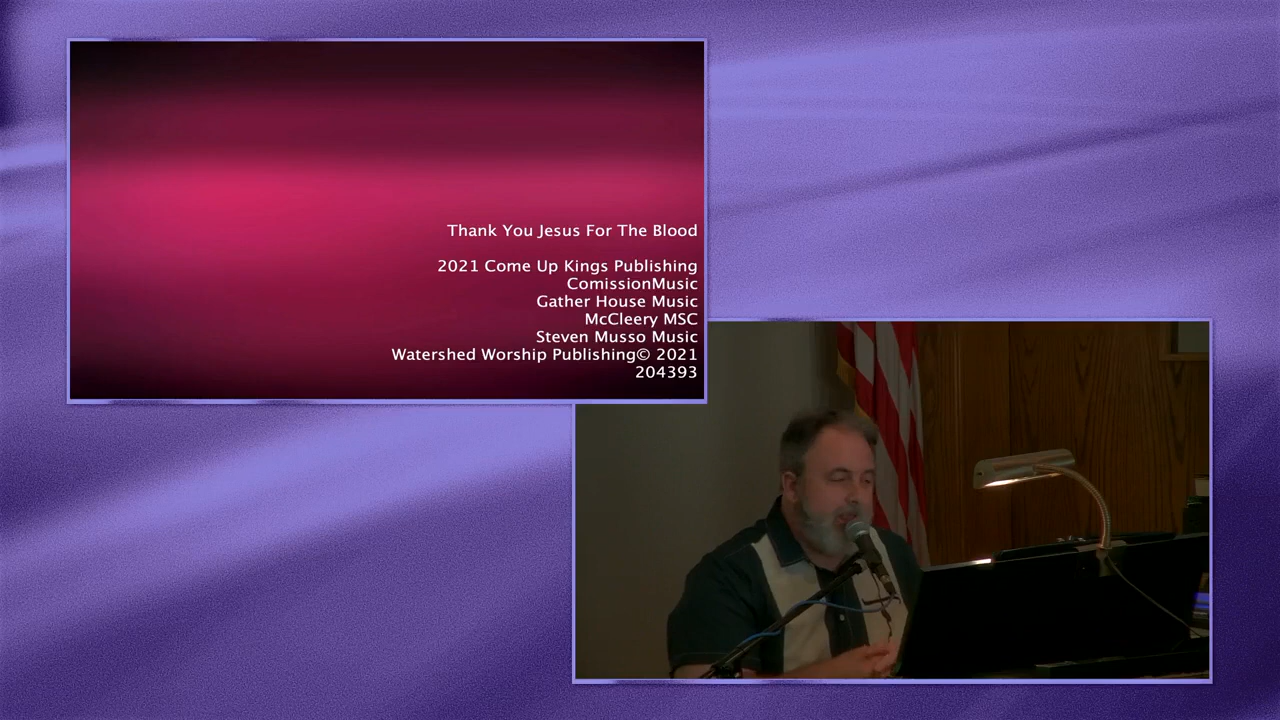 Thank You Jesus For The Blood
2021 Come Up Kings Publishing
ComissionMusic
Gather House Music
McCleery MSC
Steven Musso Music
Watershed Worship Publishing© 2021
204393